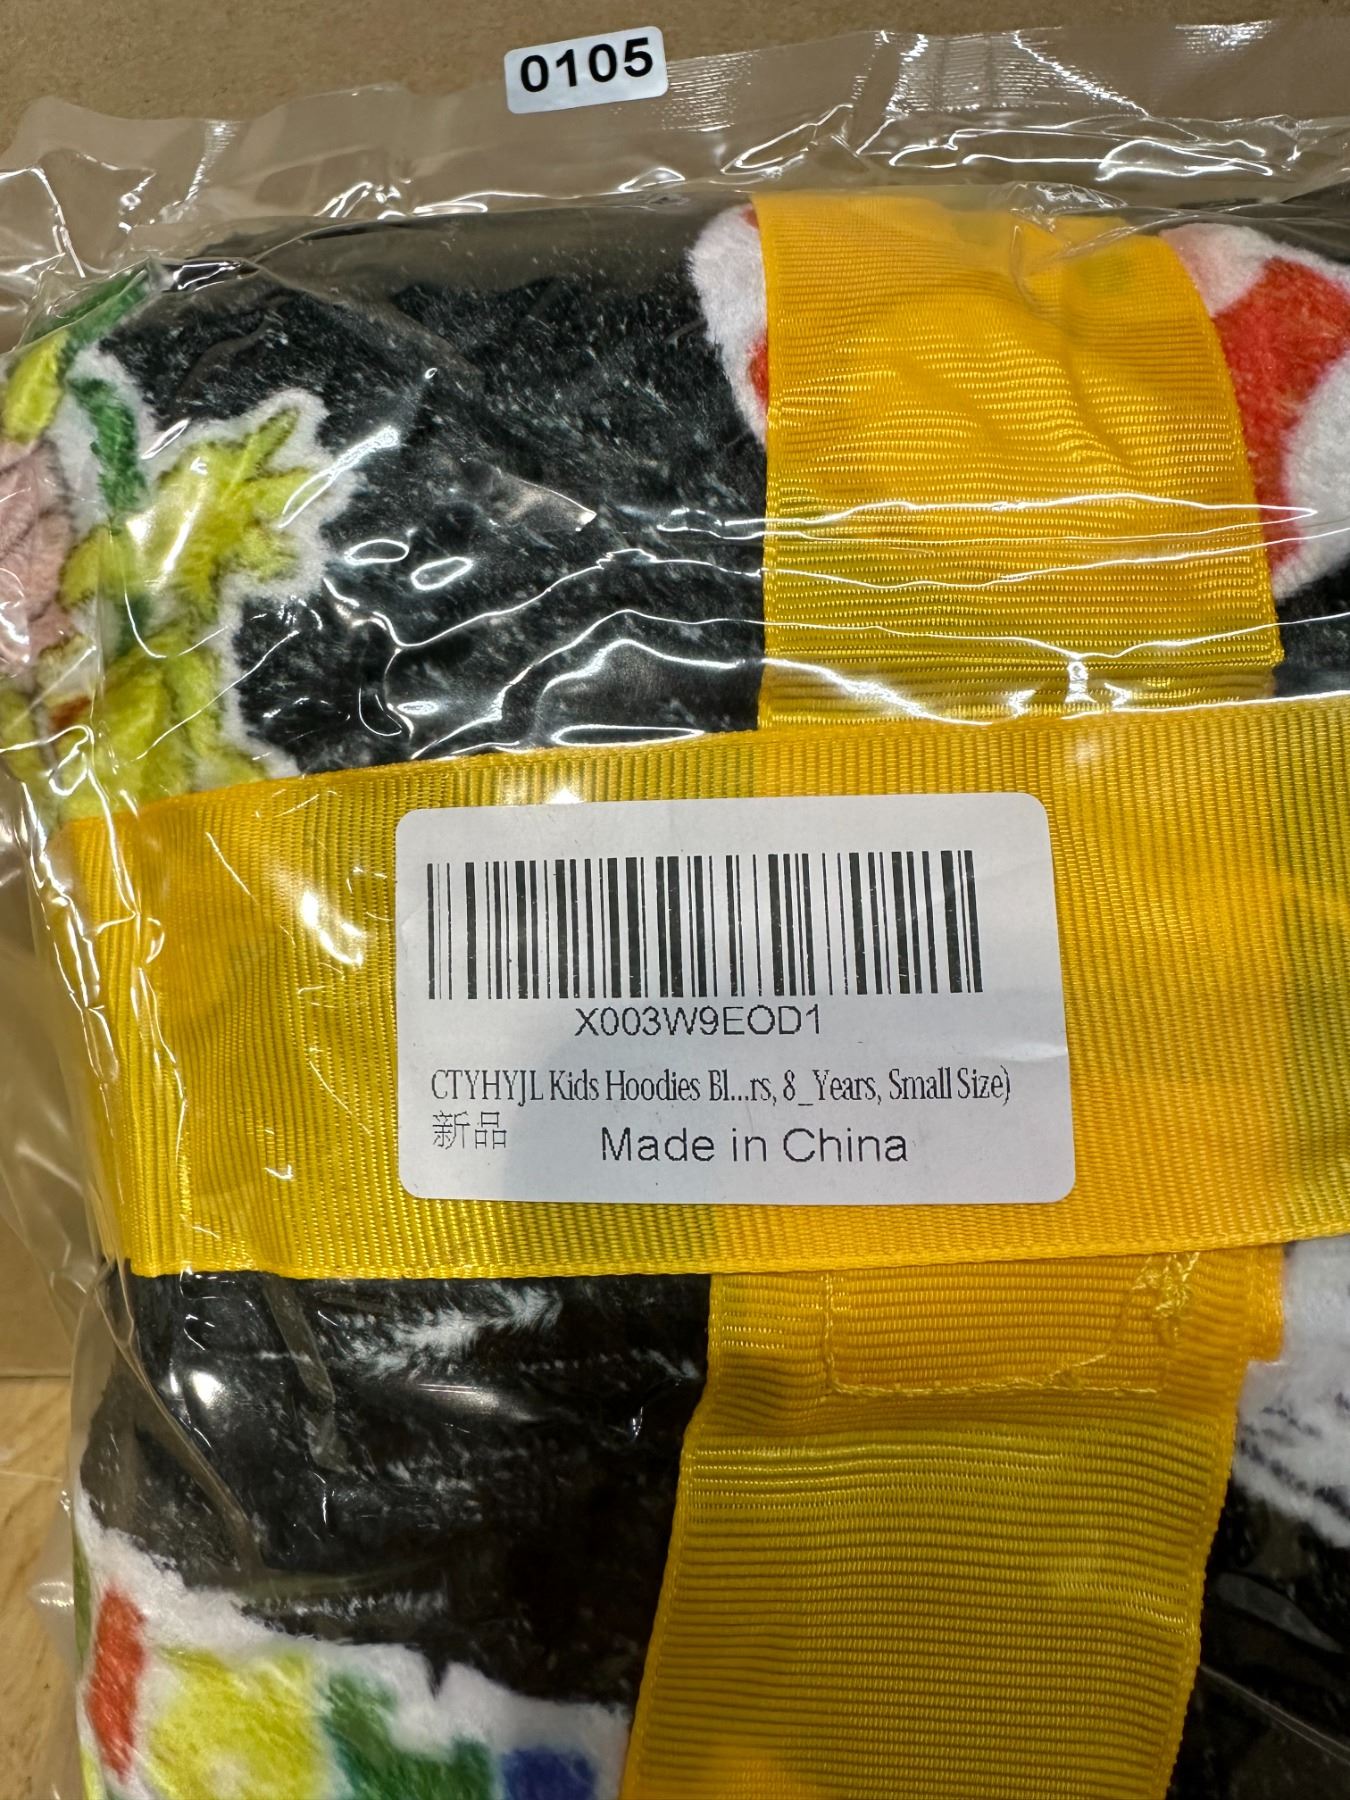 0105
X003W9EOD1
CTYHYJL Kids Hoodies Bl...rs, 8_Years, Small Size)
新品
Made in China